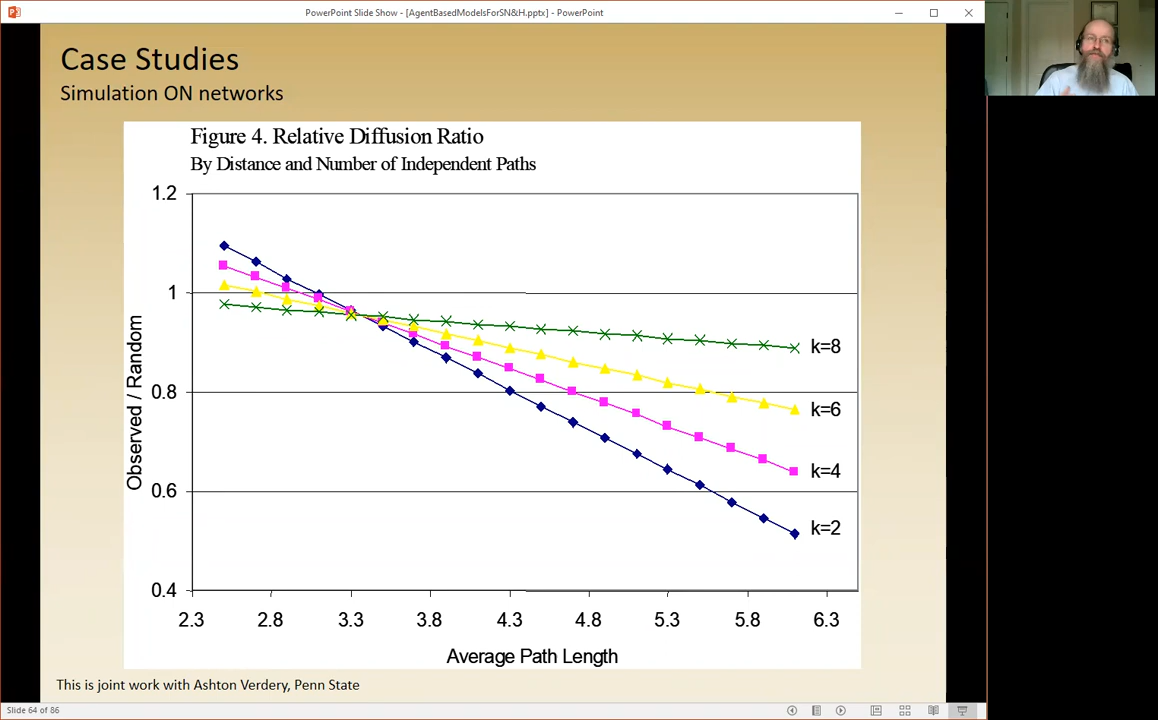 PowerPoint Slide Show - [AgentBasedModelsForSN&H.pptx] - PowerPoint
Case Studies
Simulation ON networks
Figure 4. Relative Diffusion Ratio
By Distance and Number of Independent Paths
Observed / Random
1.2
1
0.8
0.6
0.4
k=8
k=6
k=4
k=2
2.3 2.8 3.3 3.8 4.3 4.8 5.3 5.8 6.3
Average Path Length
This is joint work with Ashton Verdery, Penn State
Slide 64 of 86